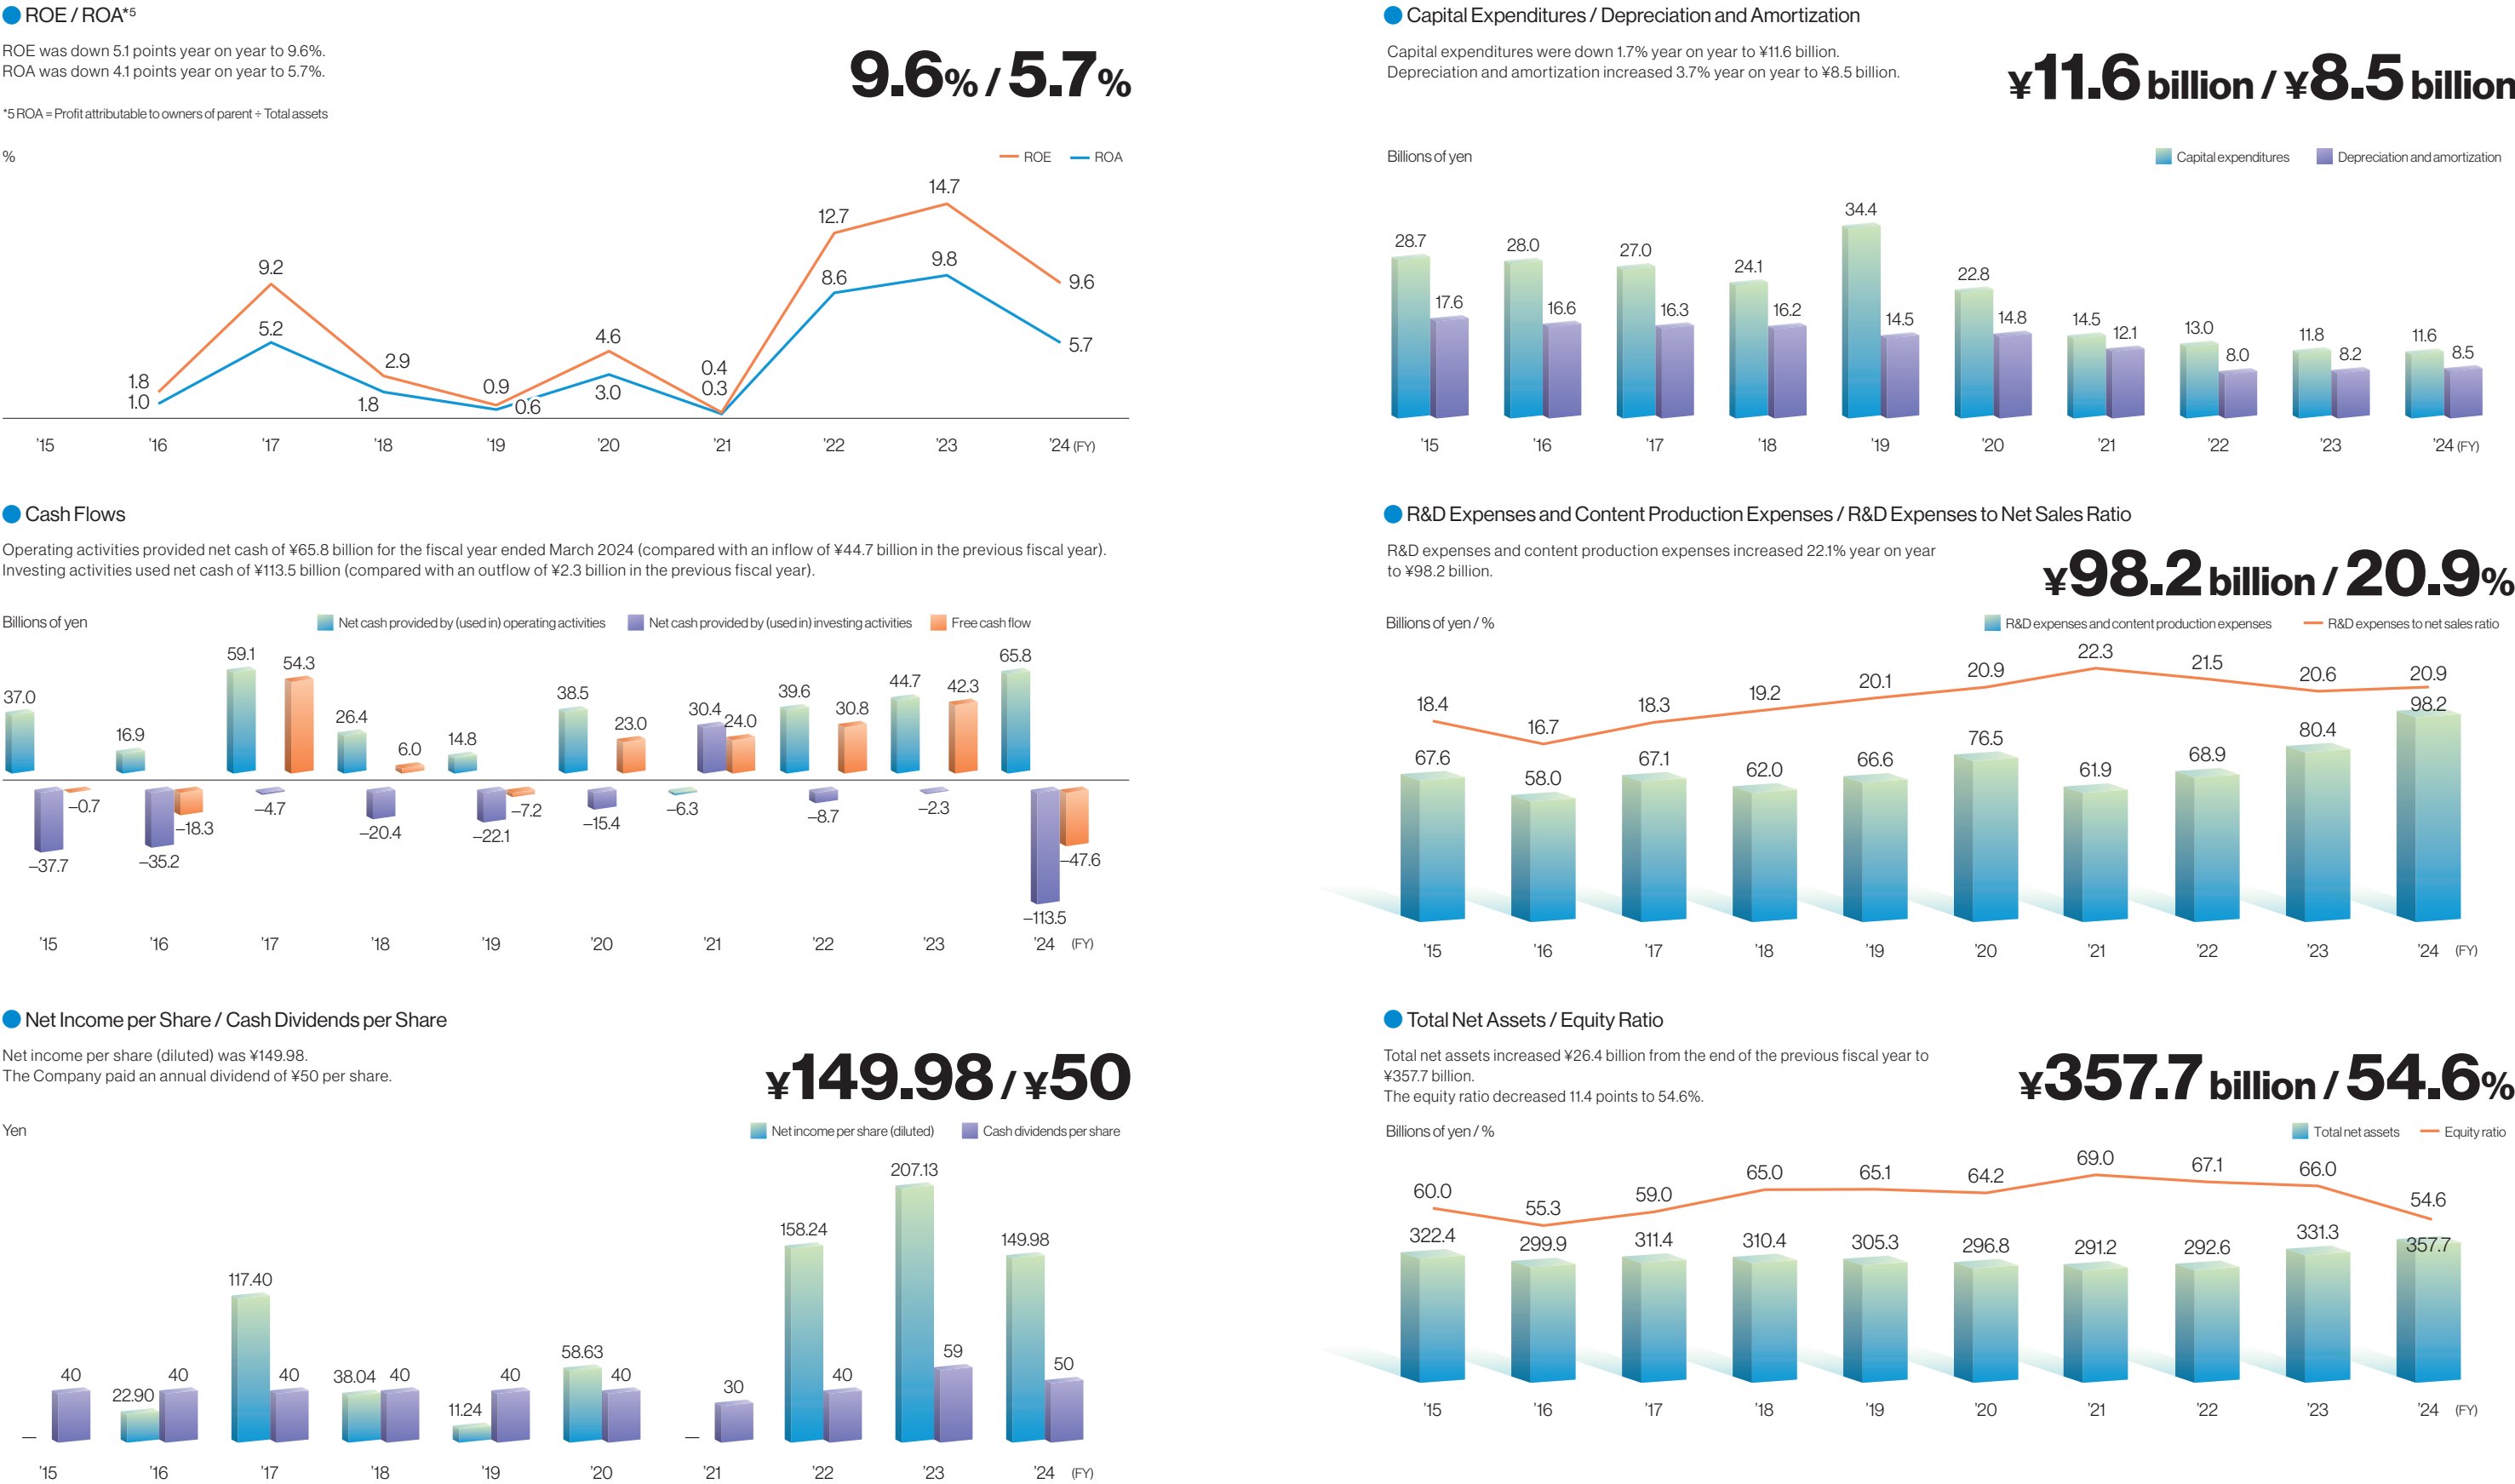 ROE / ROA*5
ROE was down 5.1 points year on year to 9.6%.
ROA was down 4.1 points year on year to 5.7%.
9.6% / 5.7%
*5 ROA = Profit attributable to owners of parent ÷ Total assets
%
ROE ROA
14.7
12.7
9.8
9.2
8.6
9.6
5.2
5.7
4.6
2.9
0.4
1.8
0.9
0.3
1.0
1.8
0.6
3.0
’15 ’16 ’17 ’18 ’19 ’20 ’21 ’22 ’23 ’24 (FY)
Capital Expenditures / Depreciation and Amortization
Capital expenditures were down 1.7% year on year to ¥11.6 billion.
Depreciation and amortization increased 3.7% year on year to ¥8.5 billion.
¥11.6 billion / ¥8.5 billion
Billions of yen
Capital expenditures Depreciation and amortization
28.7 28.0 27.0 24.1 34.4 22.8 14.5 13.0 11.8 11.6
17.6 16.6 16.3 16.2 14.5 14.8 12.1 8.0 8.2 8.5
’15 ’16 ’17 ’18 ’19 ’20 ’21 ’22 ’23 ’24 (FY)
Cash Flows
Operating activities provided net cash of ¥65.8 billion for the fiscal year ended March 2024 (compared with an inflow of ¥44.7 billion in the previous fiscal year).
Investing activities used net cash of ¥113.5 billion (compared with an outflow of ¥2.3 billion in the previous fiscal year).
Billions of yen
Net cash provided by (used in) operating activities Net cash provided by (used in) investing activities Free cash flow
37.0 16.9 59.1 54.3 26.4 6.0 14.8 38.5 23.0 30.4 24.0 39.6 30.8 44.7 42.3 65.8
–37.7 –0.7 –35.2 –18.3 –4.7 –20.4 –22.1 –7.2 –15.4 –6.3 –8.7 –2.3 –113.5 –47.6
’15 ’16 ’17 ’18 ’19 ’20 ’21 ’22 ’23 ’24 (FY)
R&D Expenses and Content Production Expenses / R&D Expenses to Net Sales Ratio
R&D expenses and content production expenses increased 22.1% year on year
to ¥98.2 billion.
¥98.2 billion / 20.9%
Billions of yen / %
R&D expenses and content production expenses R&D expenses to net sales ratio
18.4 16.7 18.3 19.2 20.1 20.9 22.3 21.5 20.6 20.9
67.6 58.0 67.1 62.0 66.6 76.5 61.9 68.9 80.4 98.2
’15 ’16 ’17 ’18 ’19 ’20 ’21 ’22 ’23 ’24 (FY)
Net Income per Share / Cash Dividends per Share
Net income per share (diluted) was ¥149.98.
The Company paid an annual dividend of ¥50 per share.
¥149.98 / ¥50
Yen
Net income per share (diluted) Cash dividends per share
— 22.90 117.40 38.04 11.24 58.63 — 158.24 207.13 149.98
40 40 40 40 40 40 30 40 59 50
’15 ’16 ’17 ’18 ’19 ’20 ’21 ’22 ’23 ’24 (FY)
Total Net Assets / Equity Ratio
Total net assets increased ¥26.4 billion from the end of the previous fiscal year to
¥357.7 billion.
The equity ratio decreased 11.4 points to 54.6%.
¥357.7 billion / 54.6%
Billions of yen / %
Total net assets Equity ratio
60.0 55.3 59.0 65.0 65.1 64.2 69.0 67.1 66.0 54.6
322.4 299.9 311.4 310.4 305.3 296.8 291.2 292.6 331.3 357.7
’15 ’16 ’17 ’18 ’19 ’20 ’21 ’22 ’23 ’24 (FY)